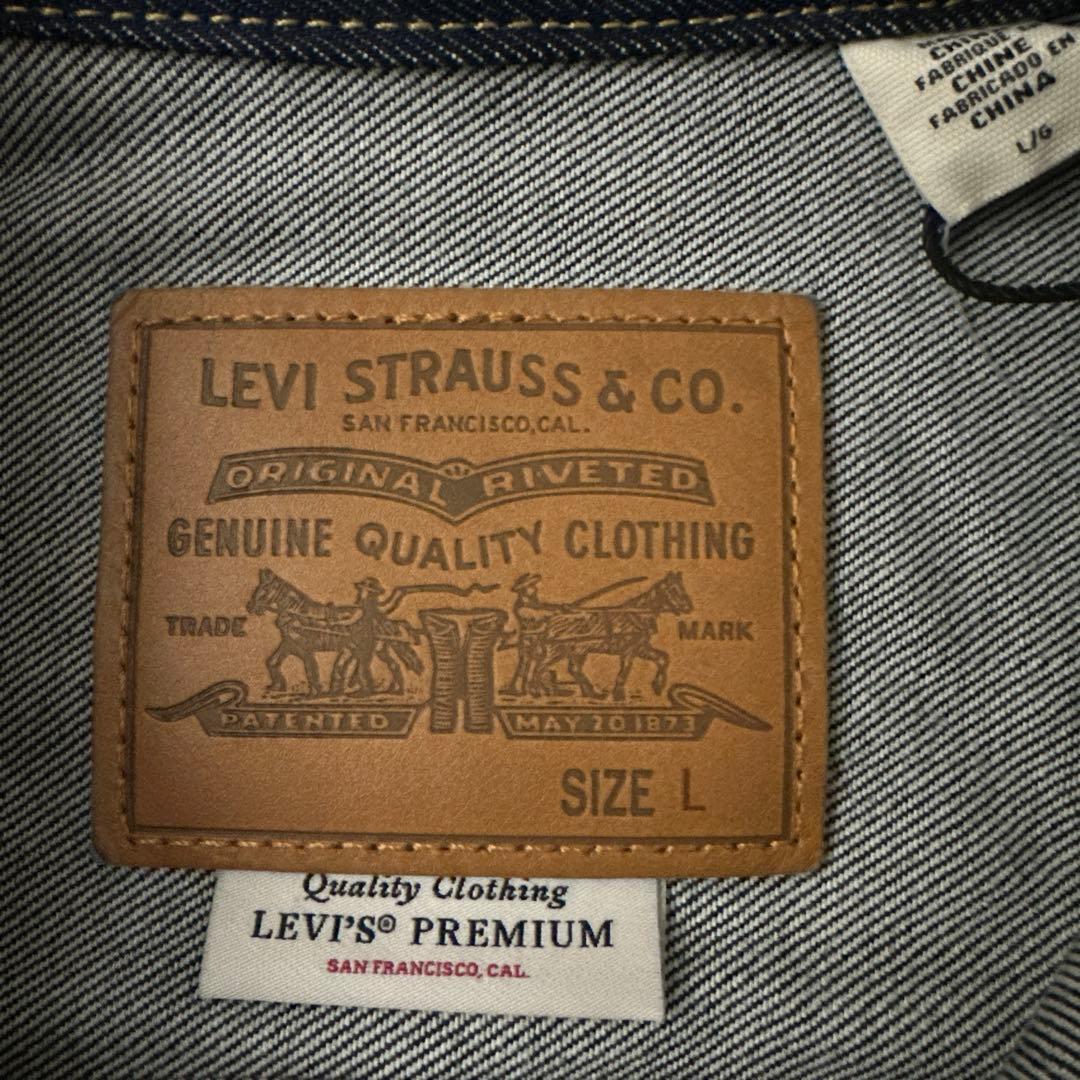 FABRIQUÉ EN
CHINE
FABRICADO EN
CHINA
L/G
LEVI STRAUSS & CO.
SAN FRANCISCO, CAL.
ORIGINAL RIVETED
GENUINE QUALITY CLOTHING
TRADE MARK
PATENTED MAY 20 1873
SIZE L
Quality Clothing
LEVI'S® PREMIUM
SAN FRANCISCO, CAL.